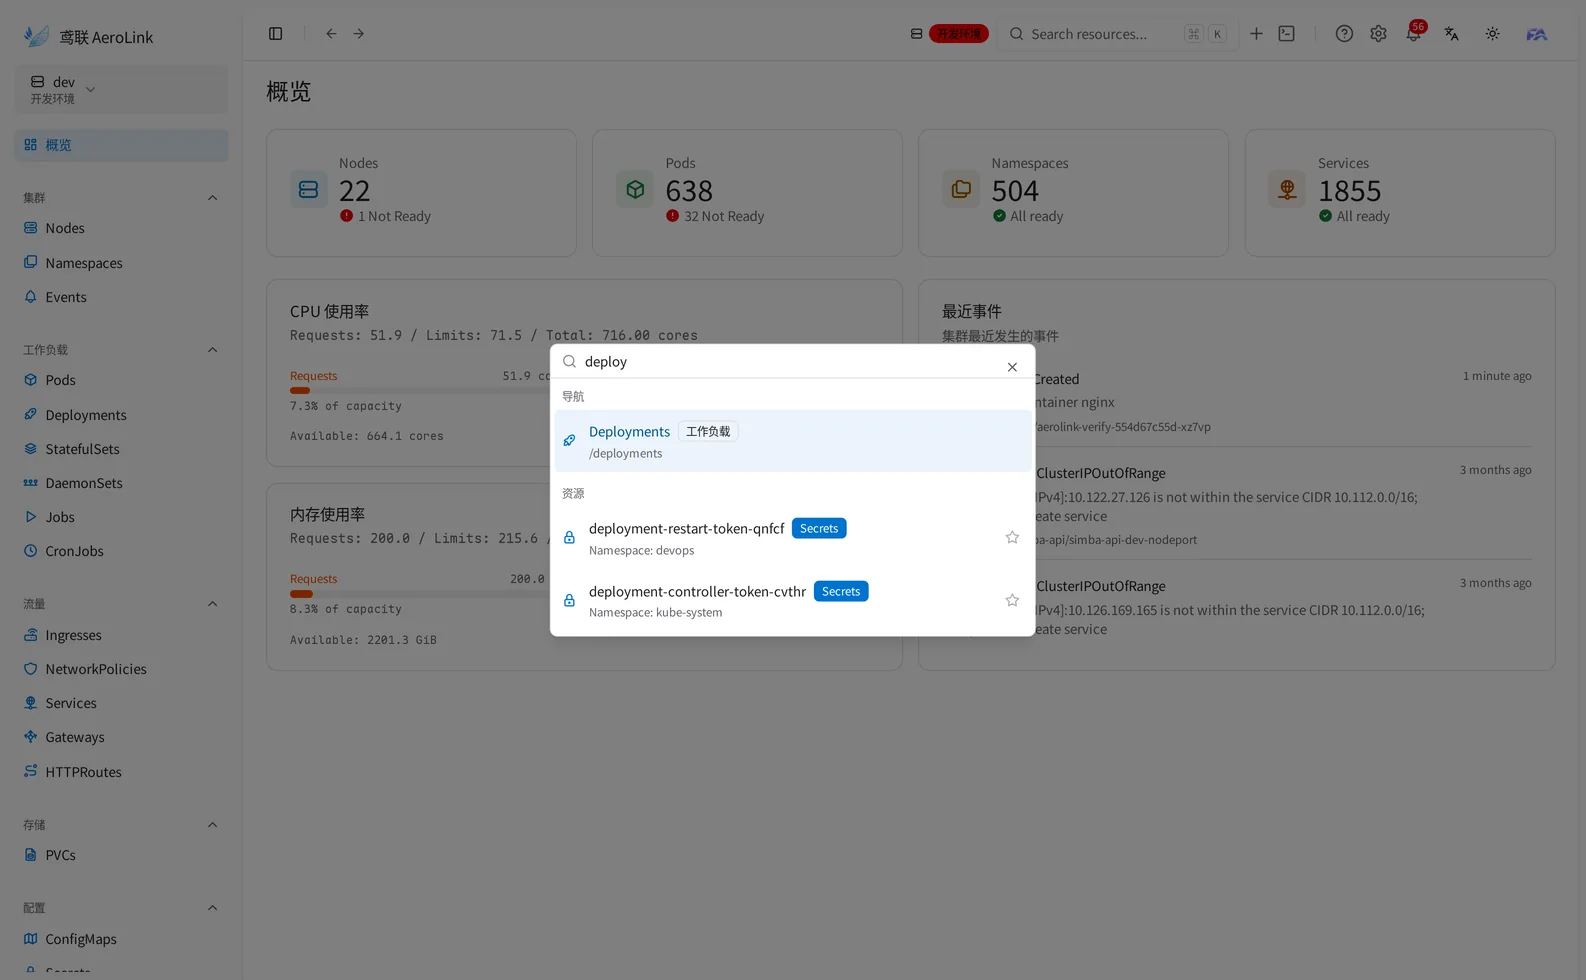 鸢联 AeroLink
dev
开发环境
概览
集群
Nodes
Namespaces
Events
工作负载
Pods
Deployments
StatefulSets
DaemonSets
Jobs
CronJobs
流量
Ingresses
NetworkPolicies
Services
Gateways
HTTPRoutes
存储
PVCs
配置
ConfigMaps
Secrets
开发环境
Search resources...
⌘ K
56
概览
Nodes
22
1 Not Ready
Pods
638
32 Not Ready
Namespaces
504
All ready
Services
1855
All ready
CPU 使用率
Requests: 51.9 / Limits: 71.5 / Total: 716.00 cores
Requests
51.9
7.3% of capacity
Available: 664.1 cores
内存使用率
Requests: 200.0 / Limits: 215.6 /
Requests
200.0
8.3% of capacity
Available: 2201.3 GiB
最近事件
集群最近发生的事件
Created
1 minute ago
ntainer nginx
/aerolink-verify-554d67c55d-xz7vp
ClusterIPOutOfRange
3 months ago
IPv4]:10.122.27.126 is not within the service CIDR 10.112.0.0/16;
eate service
ba-api/simba-api-dev-nodeport
ClusterIPOutOfRange
3 months ago
IPv4]:10.126.169.165 is not within the service CIDR 10.112.0.0/16;
eate service
deploy
导航
Deployments 工作负载
/deployments
资源
deployment-restart-token-qnfcf Secrets
Namespace: devops
deployment-controller-token-cvthr Secrets
Namespace: kube-system